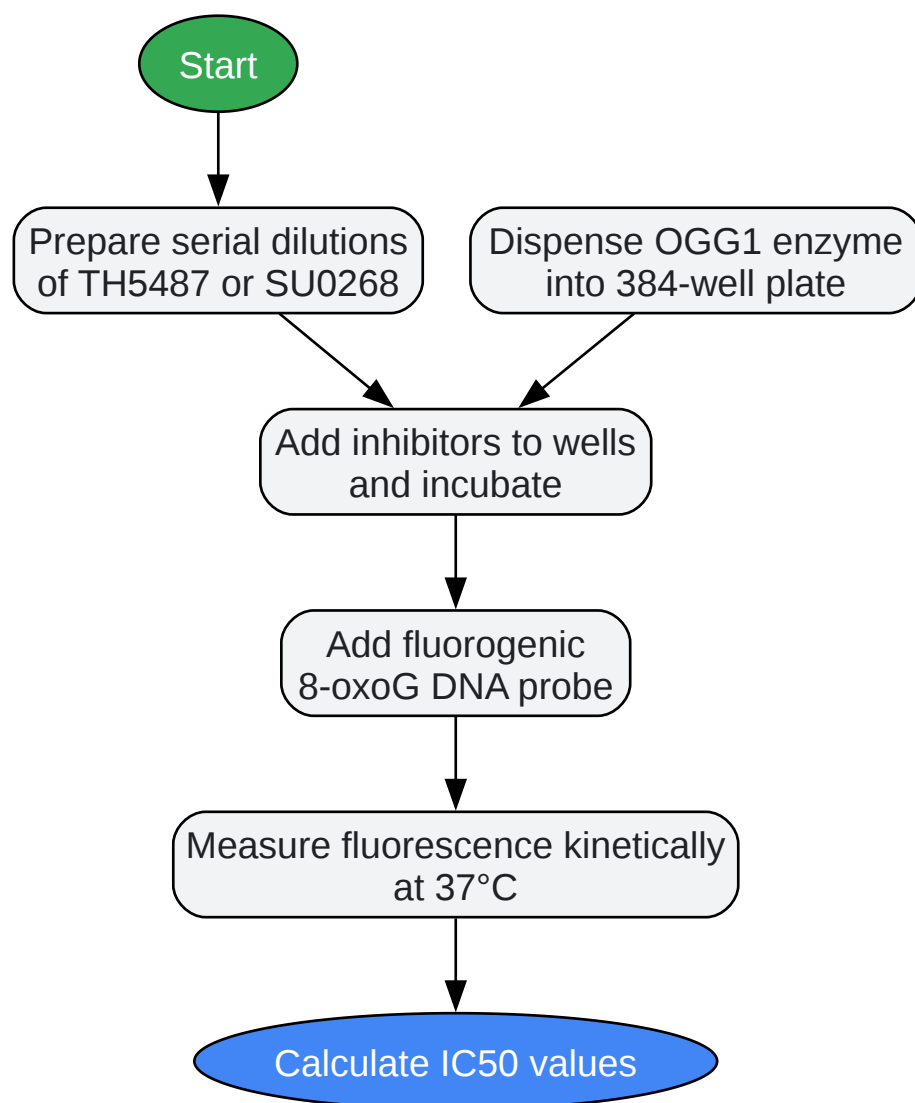 Start
Prepare serial dilutions
of TH5487 or SU0268
Dispense OGG1 enzyme
into 384-well plate
Add inhibitors to wells
and incubate
Add fluorogenic
8-oxoG DNA probe
Measure fluorescence kinetically
at 37°C
Calculate IC50 values